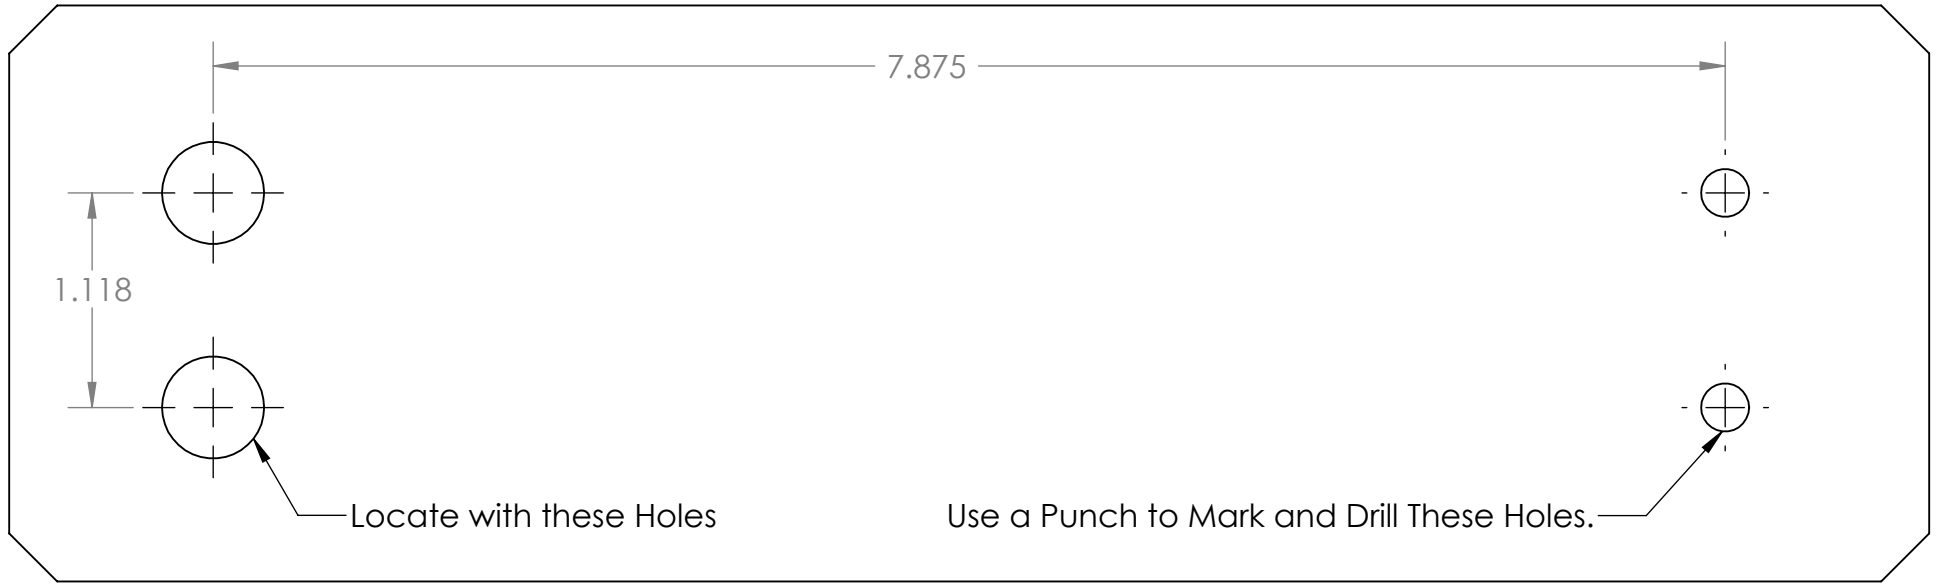 7.875
1.118
Locate with these Holes
Use a Punch to Mark and Drill These Holes.